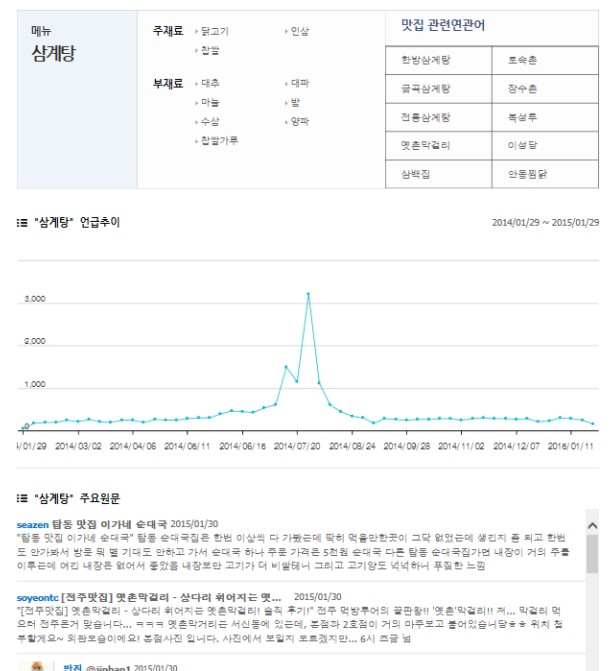 메뉴
삼계탕
주재료
닭고기
인삼
찹쌀
부재료
대추
대파
마늘
밤
수삼
양파
찹쌀가루
맛집 관련연관어
한방삼계탕
토속촌
궁곡삼계탕
장수촌
전통삼계탕
복성루
옛촌막걸리
이성당
삼백집
안동찜닭
"삼계탕" 언급추이
2014/01/29 ~ 2015/01/29
3,000
2,000
1,000
0
/01/29 2014/03/02 2014/04/06 2014/06/11 2014/06/16 2014/07/20 2014/08/24 2014/09/28 2014/11/02 2014/12/07 2016/01/11
"삼계탕" 주요원문
seazen 탑동 맛집 이가네 순대국 2015/01/30
"탑동 맛집 이가네 순대국" 탑동 순대국집은 한번 이상씩 다 가봤는데 딱히 먹을만한곳이 그닥 없었는데 생긴지 좀 되고 한번
도 안가봐서 방문 뭐 별 기대도 안하고 가서 순대국 하나 주문 가격은 5천원 순대국 다른 탑동 순대국집가면 내장이 거의 주를
이루는데 여긴 내장은 없어서 좋았음 내장보만 고기가 더 비쌀테니 그리고 고기양도 넉넉하니 푸짐한 느낌
soyeontc [전주맛집] 옛촌막걸리 - 상다리 휘어지는 옛... 2015/01/30
"[전주맛집] 옛촌막걸리 - 상다리 휘어지는 옛촌막걸리! 솔직 후기!" 전주 먹방투어의 끝판왕!! '옛촌'막걸리!! 저... 막걸리 먹
으러 전주온거 맞습니다... ㅋㅋㅋ 옛촌막걸리는 서신동에 있는데, 본점과 2호점이 거의 마주보고 붙어있습니당ㅎㅎ 위치 첨
부할게요~ 외관모습이에요! 본점사진 입니다. 사진에서 보일지 모르겠지만... 6시 즈음 넘
반진 @jinban1 2015/01/30